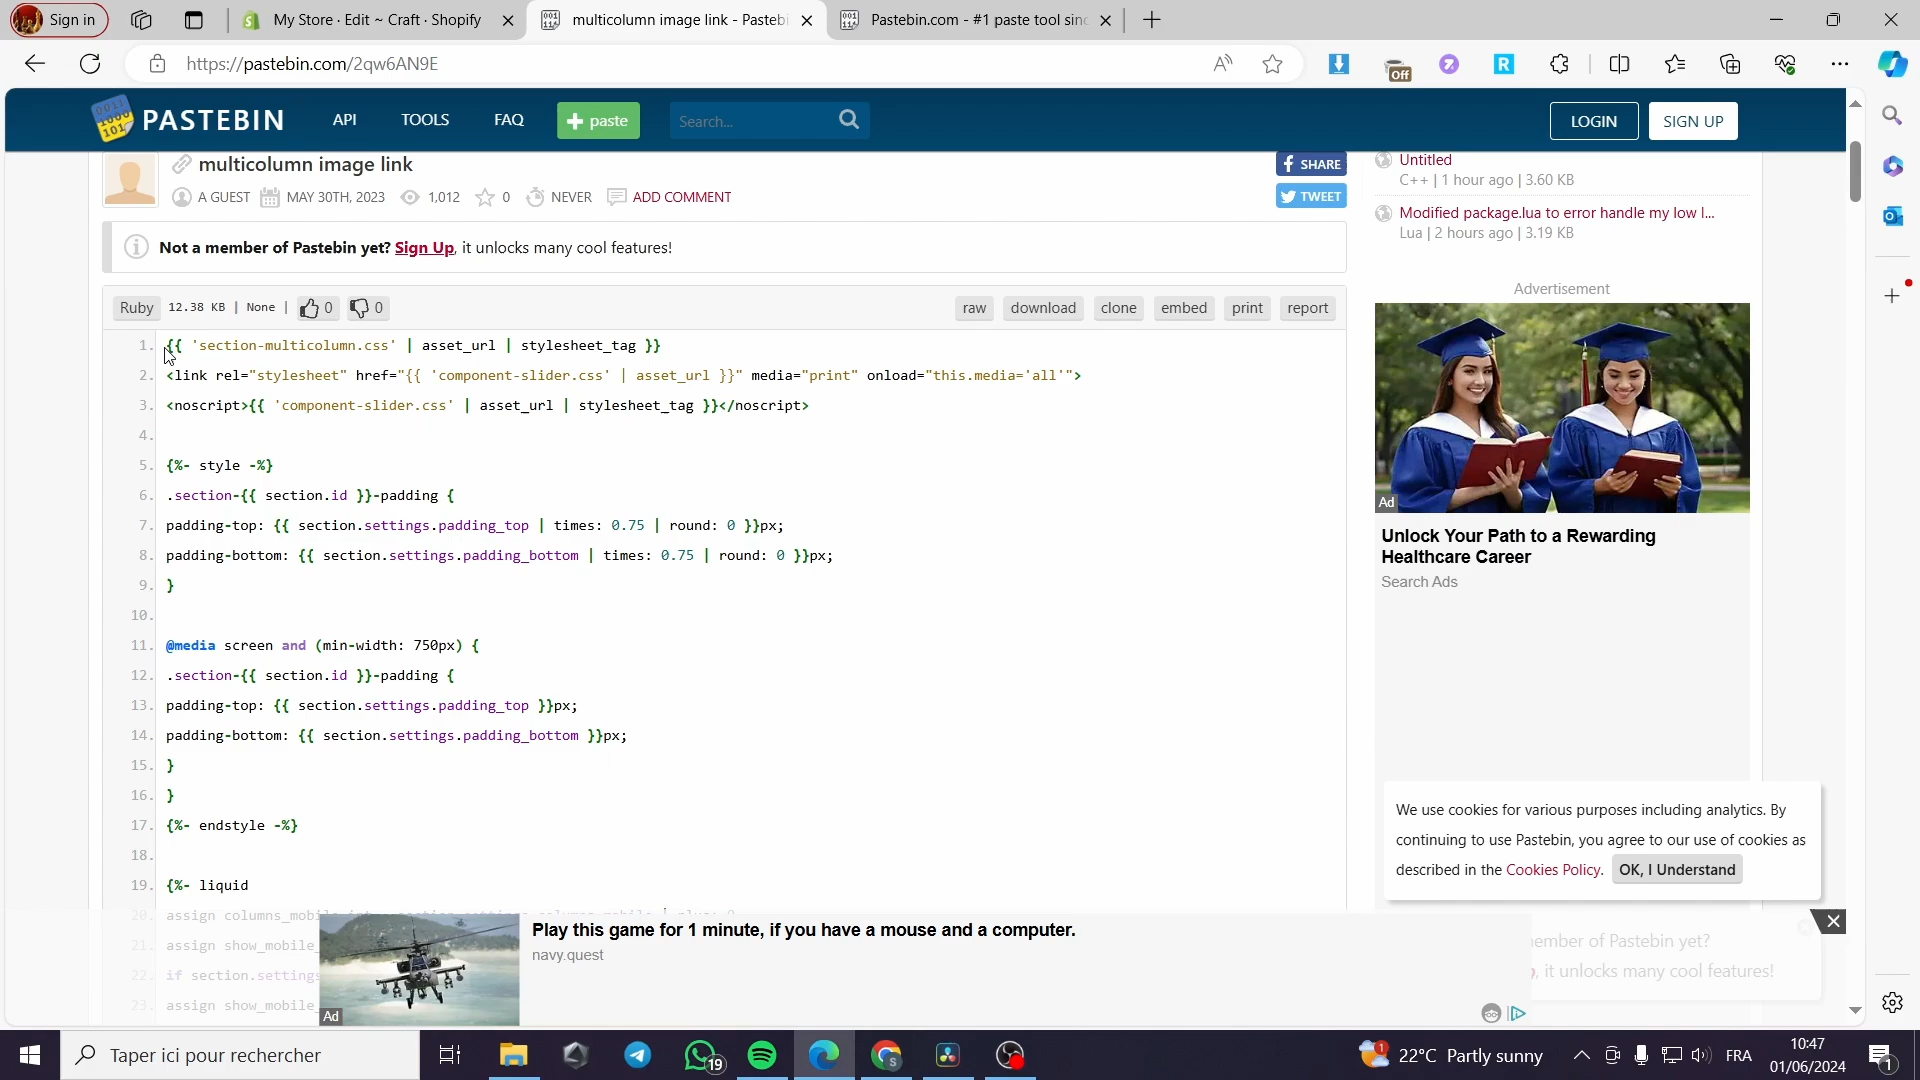 Sign in
My Store · Edit ~ Craft · Shopify
multicolumn image link - Pastebi
Pastebin.com - #1 paste tool sinc
https://pastebin.com/2qw6AN9E
Off
PASTEBIN
API
TOOLS
FAQ
paste
Search...
LOGIN
SIGN UP
multicolumn image link
A GUEST
MAY 30TH, 2023
1,012
0
NEVER
ADD COMMENT
SHARE
TWEET
Untitled
C++ | 1 hour ago | 3.60 KB
Modified package.lua to error handle my low l...
Lua | 2 hours ago | 3.19 KB
Not a member of Pastebin yet? Sign Up, it unlocks many cool features!
Ruby 12.38 KB | None | 0 0
raw download clone embed print report
1. {{ 'section-multicolumn.css' | asset_url | stylesheet_tag }}
2. <link rel="stylesheet" href="{{ 'component-slider.css' | asset_url }}" media="print" onload="this.media='all'">
3. <noscript>{{ 'component-slider.css' | asset_url | stylesheet_tag }}</noscript>
4.
5. {%- style -%}
6. .section-{{ section.id }}-padding {
7. padding-top: {{ section.settings.padding_top | times: 0.75 | round: 0 }}px;
8. padding-bottom: {{ section.settings.padding_bottom | times: 0.75 | round: 0 }}px;
9. }
10.
11. @media screen and (min-width: 750px) {
12. .section-{{ section.id }}-padding {
13. padding-top: {{ section.settings.padding_top }}px;
14. padding-bottom: {{ section.settings.padding_bottom }}px;
15. }
16. }
17. {%- endstyle -%}
18.
19. {%- liquid
20. assign columns_mobile
21. assign show_mobile_
22. if section.settings
23. assign show_mobile_
Advertisement
Ad
Unlock Your Path to a Rewarding
Healthcare Career
Search Ads
We use cookies for various purposes including analytics. By
continuing to use Pastebin, you agree to our use of cookies as
described in the Cookies Policy. OK, I Understand
ember of Pastebin yet?
, it unlocks many cool features!
Play this game for 1 minute, if you have a mouse and a computer.
navy.quest
Ad
Taper ici pour rechercher
19
22°C Partly sunny
FRA
10:47
01/06/2024
1